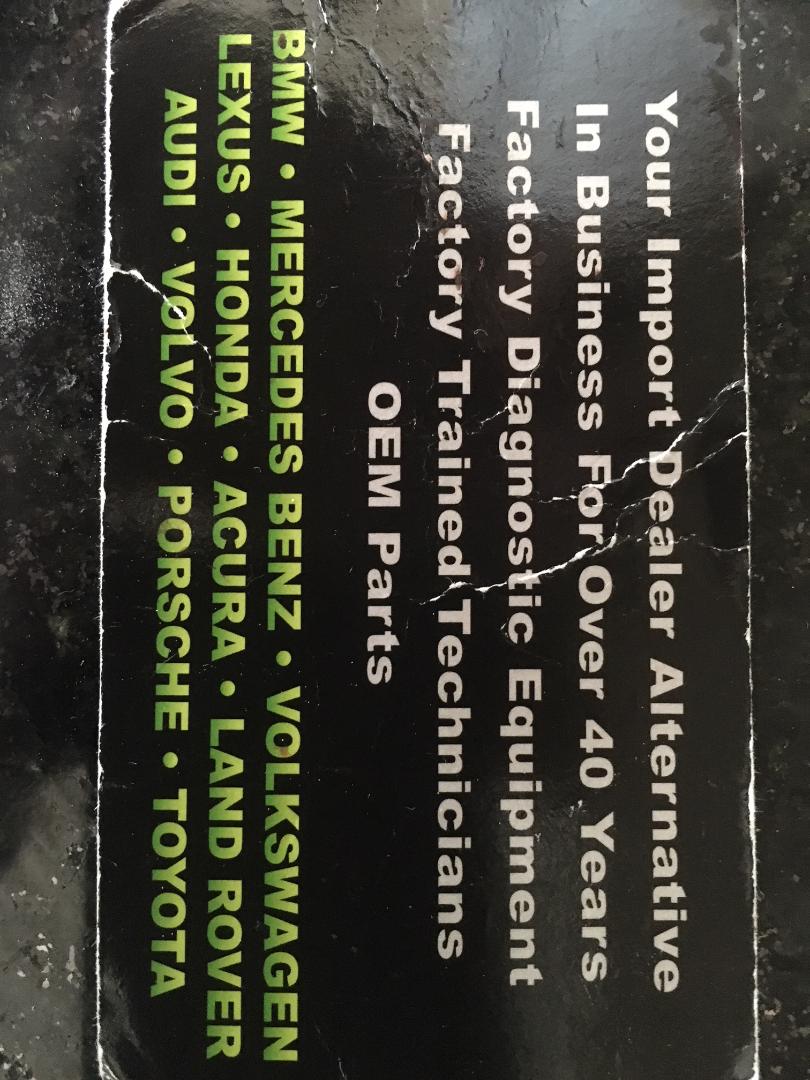 Your Import Dealer Alternative
In Business For Over 40 Years
Factory Diagnostic Equipment
Factory Trained Technicians
OEM Parts
BMW • MERCEDES BENZ • VOLKSWAGEN
LEXUS • HONDA • ACURA • LAND ROVER
AUDI • VOLVO • PORSCHE • TOYOTA